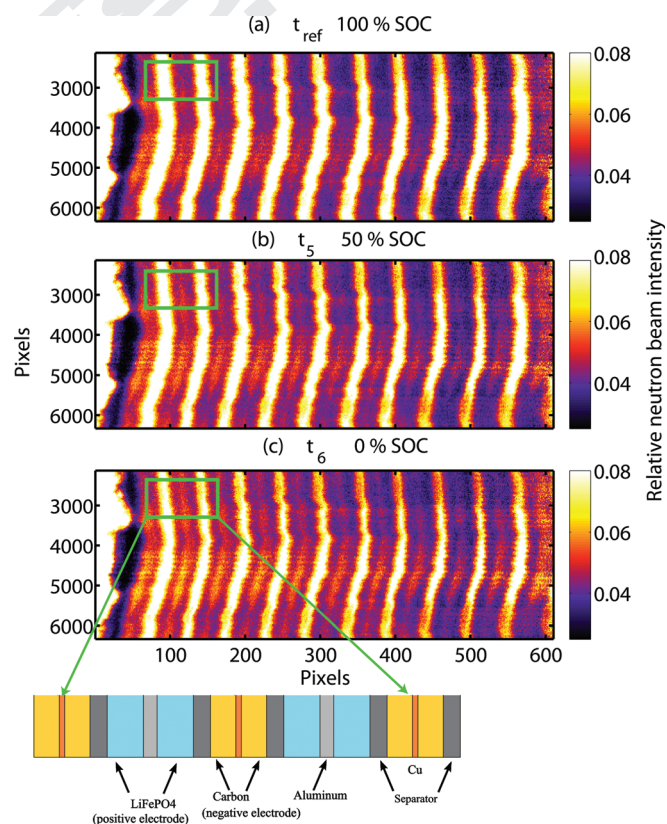 (a) t_ref 100 % SOC
0.08
3000
4000
0.06
5000
0.04
6000
(b) t_5 50 % SOC
0.08
3000
4000
0.06
5000
0.04
6000
Pixels
Relative neutron beam intensity
(c) t_6 0 % SOC
0.08
3000
4000
0.06
5000
0.04
6000
100 200 300 400 500 600
Pixels
Cu
LiFePO4
(positive electrode)
Carbon
(negative electrode)
Aluminum
Separator